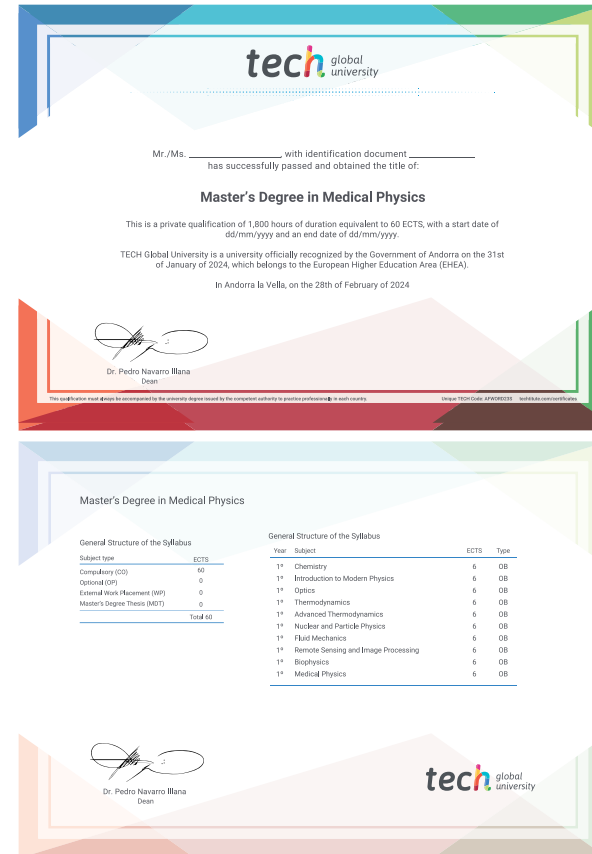 tech global
university
Mr./Ms. ____________, with identification document ____________
has successfully passed and obtained the title of:
Master's Degree in Medical Physics
This is a private qualification of 1,800 hours of duration equivalent to 60 ECTS, with a start date of
dd/mm/yyyy and an end date of dd/mm/yyyy.
TECH Global University is a university officially recognized by the Government of Andorra on the 31st
of January of 2024, which belongs to the European Higher Education Area (EHEA).
In Andorra la Vella, on the 28th of February of 2024
Dr. Pedro Navarro Illana
Dean
This qualification must always be accompanied by the university degree issued by the competent authority to practice professionally in each country. Unique TECH Code: AFWORD23S techtitute.com/certificates
Master's Degree in Medical Physics
General Structure of the Syllabus
Subject type ECTS
Compulsory (CO) 60
Optional (OP) 0
External Work Placement (WP) 0
Master's Degree Thesis (MDT) 0
Total 60
General Structure of the Syllabus
Year Subject ECTS Type
1º Chemistry 6 OB
1º Introduction to Modern Physics 6 OB
1º Optics 6 OB
1º Thermodynamics 6 OB
1º Advanced Thermodynamics 6 OB
1º Nuclear and Particle Physics 6 OB
1º Fluid Mechanics 6 OB
1º Remote Sensing and Image Processing 6 OB
1º Biophysics 6 OB
1º Medical Physics 6 OB
Dr. Pedro Navarro Illana
Dean
tech global
university